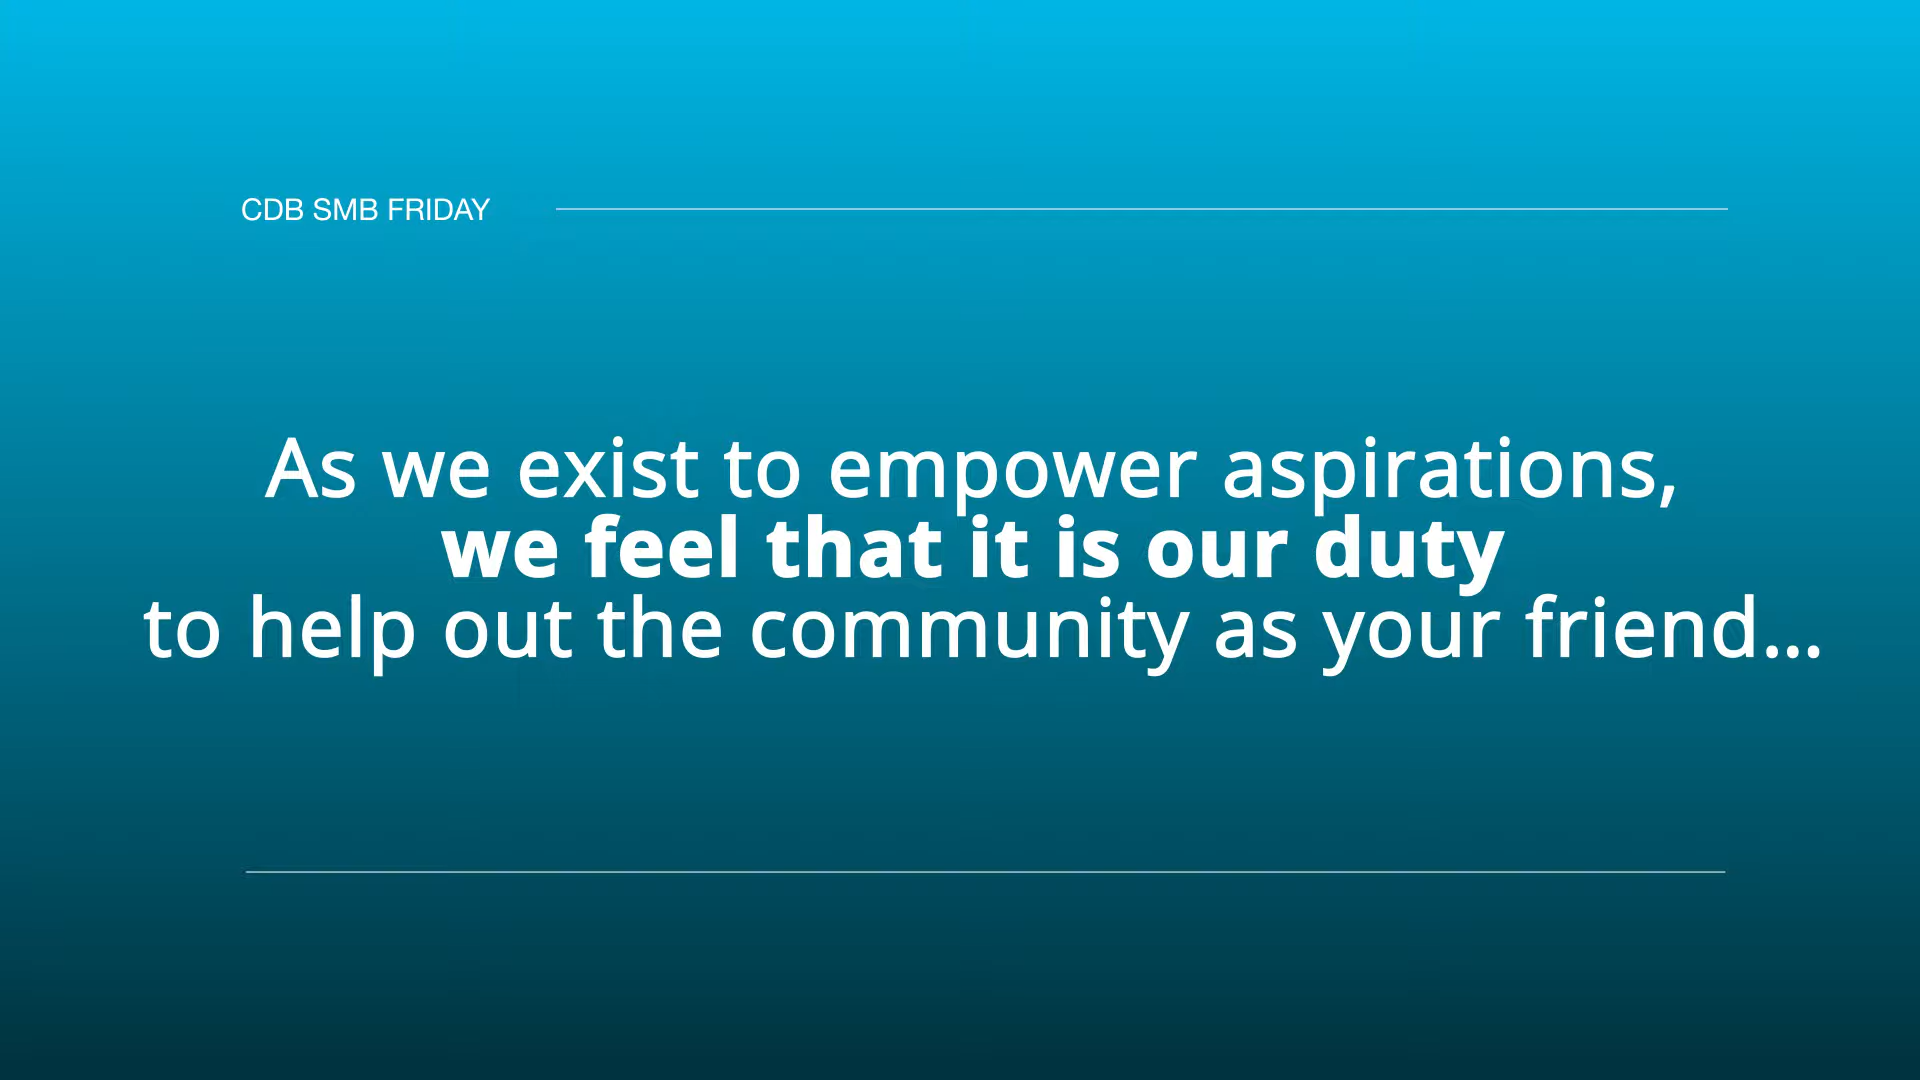 CDB SMB FRIDAY
As we exist to empower aspirations,
we feel that it is our duty
to help out the community as your friend...